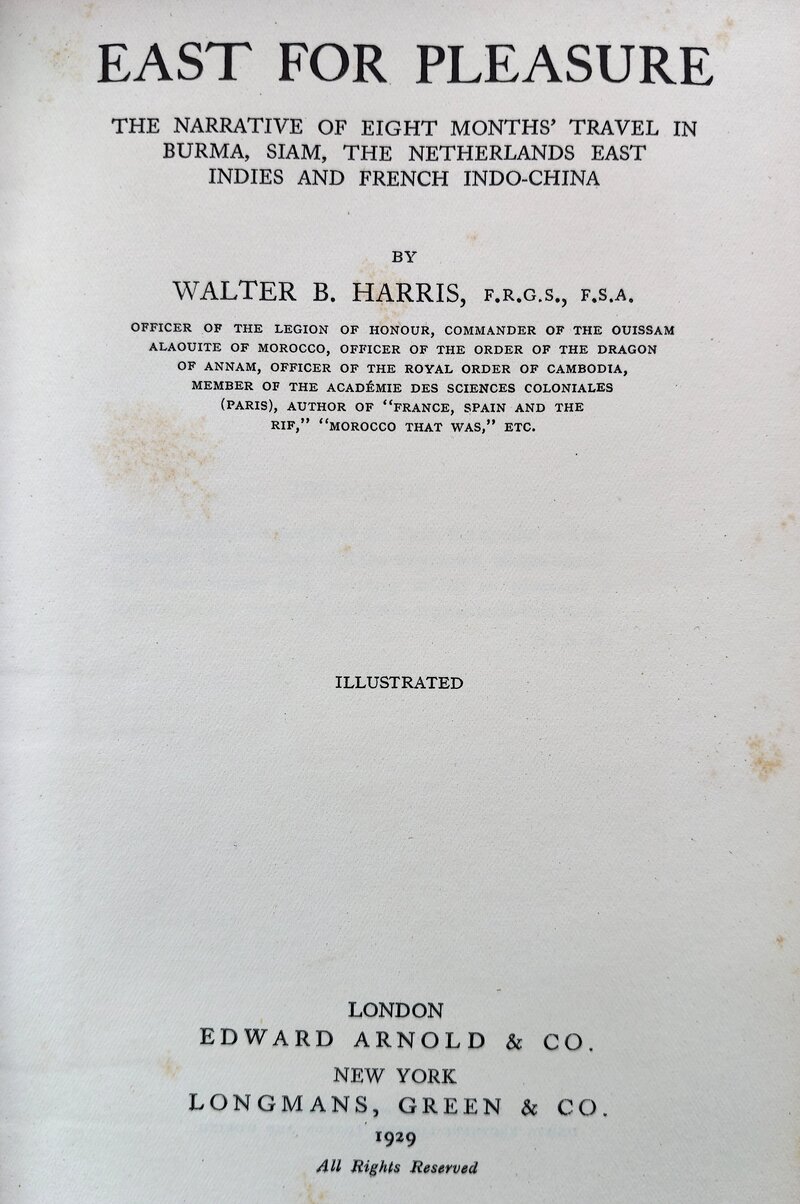 EAST FOR PLEASURE
THE NARRATIVE OF EIGHT MONTHS’ TRAVEL IN
BURMA, SIAM, THE NETHERLANDS EAST
INDIES AND FRENCH INDO-CHINA
BY
WALTER B. HARRIS, F.R.G.S., F.S.A.
OFFICER OF THE LEGION OF HONOUR, COMMANDER OF THE OUISSAM
ALAOUITE OF MOROCCO, OFFICER OF THE ORDER OF THE DRAGON
OF ANNAM, OFFICER OF THE ROYAL ORDER OF CAMBODIA,
MEMBER OF THE ACADÉMIE DES SCIENCES COLONIALES
(PARIS), AUTHOR OF “FRANCE, SPAIN AND THE
RIF,” “MOROCCO THAT WAS,” ETC.
ILLUSTRATED
LONDON
EDWARD ARNOLD & CO.
NEW YORK
LONGMANS, GREEN & CO.
1929
All Rights Reserved